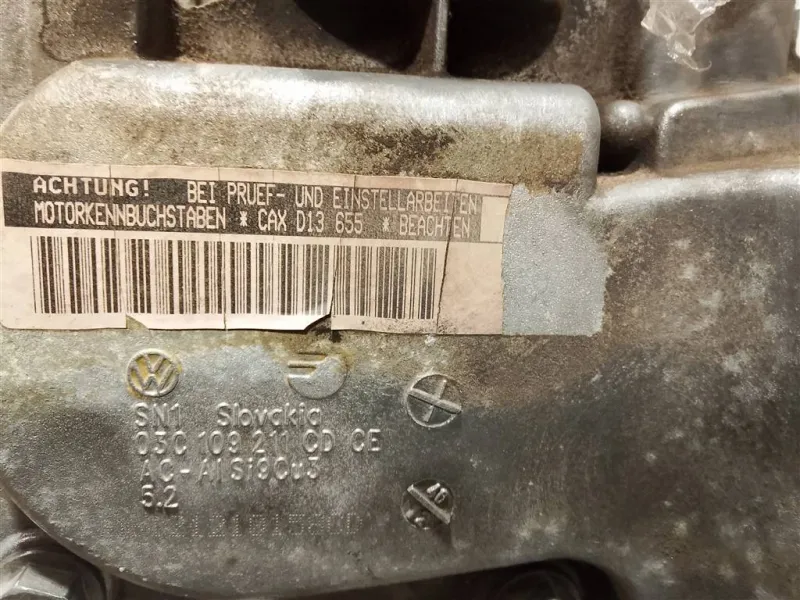 ACHTUNG! BEI PRUEF- UND EINSTELLARBEITEN
MOTORKENNBUCHSTABEN * CAX D13 655 * BEACHTEN
VW
SN1 Slovakia
03C 109 211 CD CE
AC-AlSi9Cu3
5.2